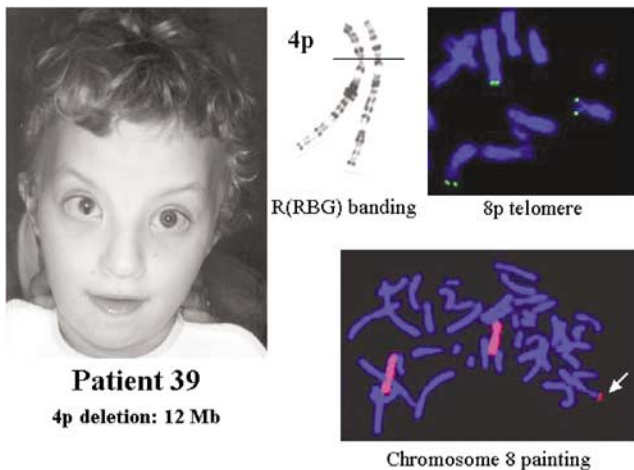 4p
R(RBG) banding
8p telomere
Patient 39
4p deletion: 12 Mb
Chromosome 8 painting